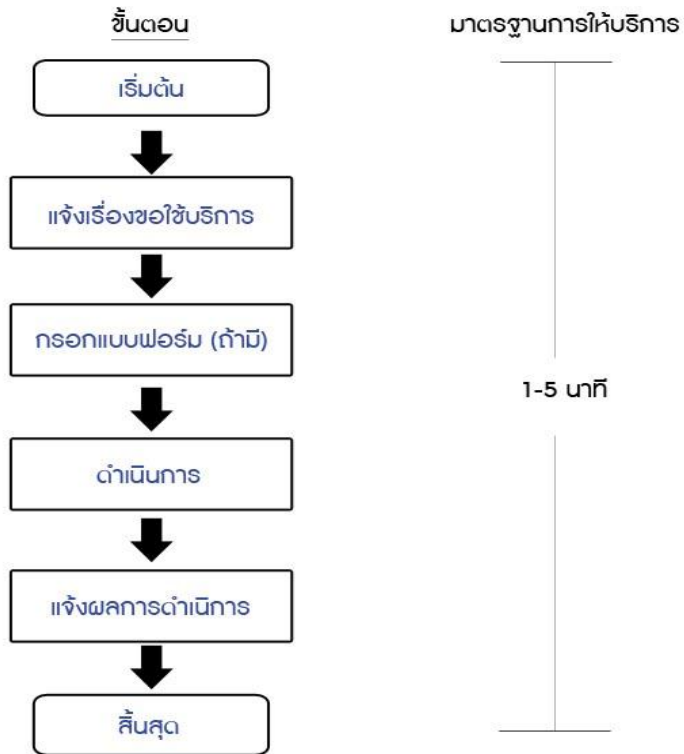 ขั้นตอน
มาตรฐานการให้บริการ
เริ่มต้น
แจ้งเรื่องขอใช้บริการ
กรอกแบบฟอร์ม (ถ้ามี)
1-5 นาที
ดำเนินการ
แจ้งผลการดำเนิการ
สิ้นสุด